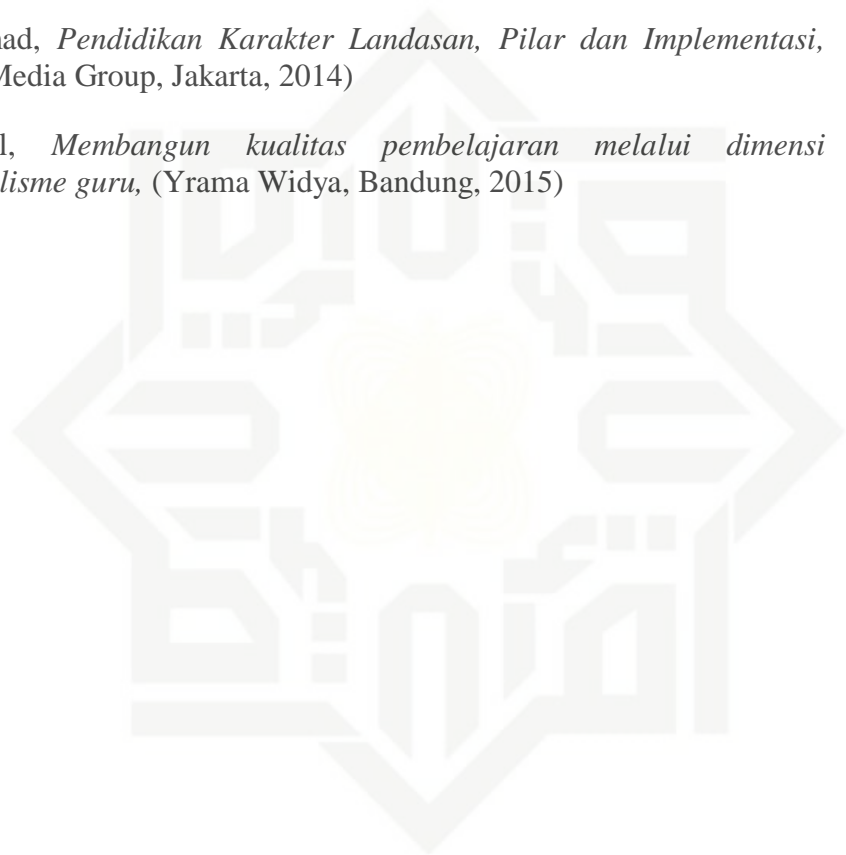 nad, Pendidikan Karakter Landasan, Pilar dan Implementasi,
Media Group, Jakarta, 2014)
l, Membangun kualitas pembelajaran melalui dimensi
lisme guru, (Yrama Widya, Bandung, 2015)